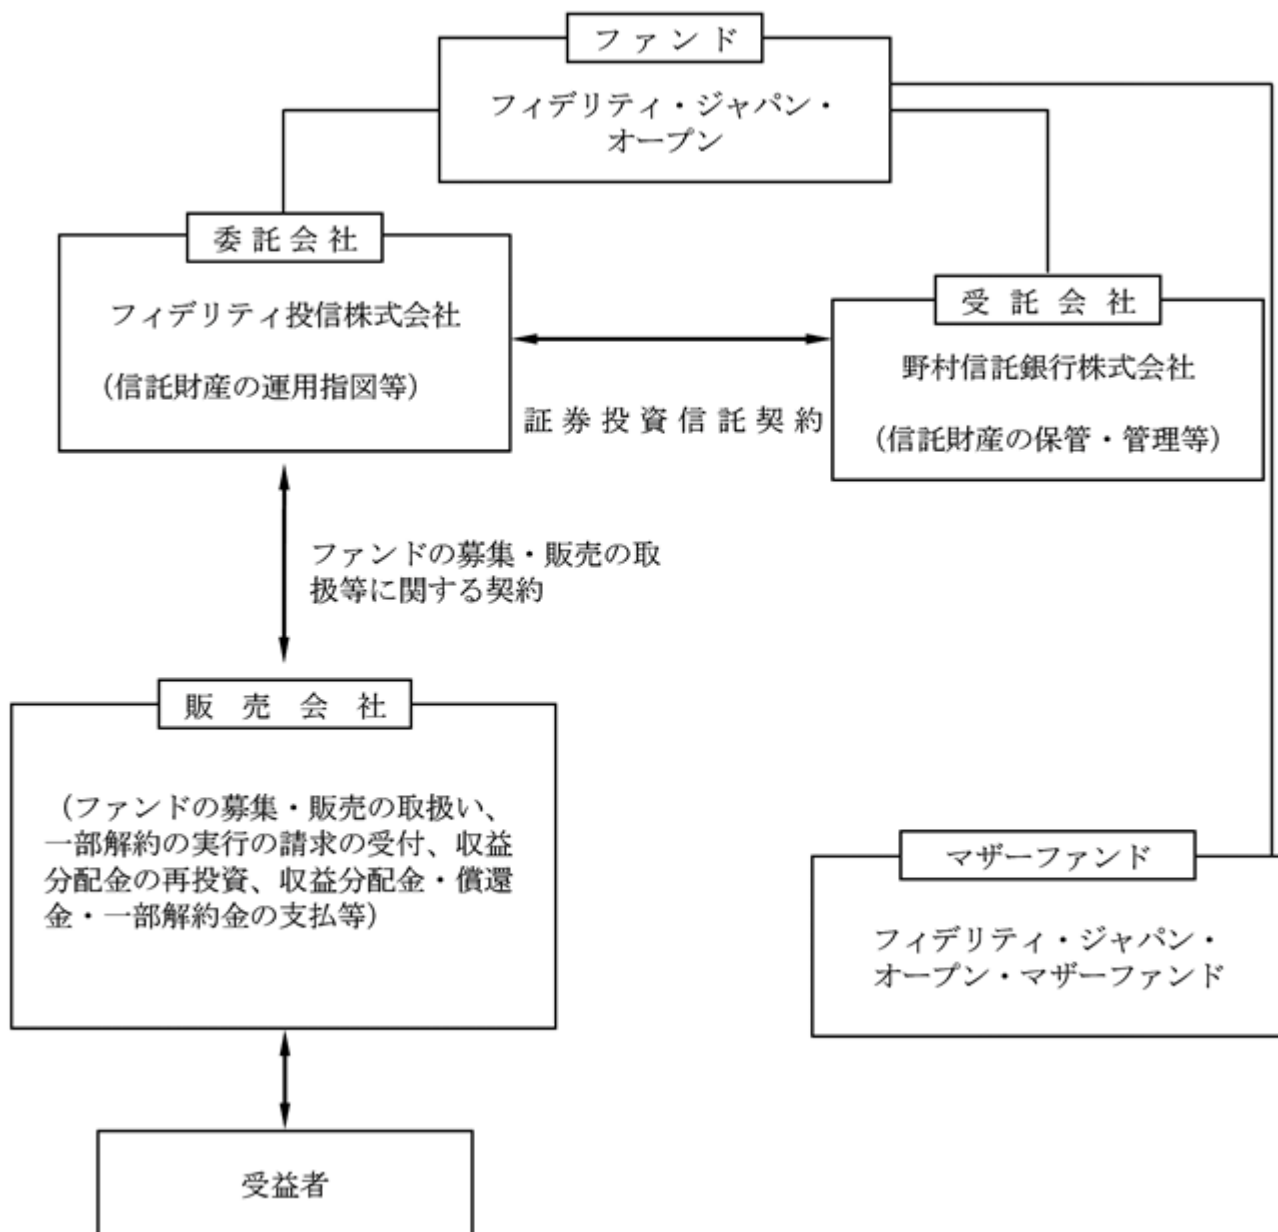 ファンド
フィデリティ・ジャパン・
オープン
委託会社
フィデリティ投信株式会社
(信託財産の運用指図等)
受託会社
野村信託銀行株式会社
(信託財産の保管・管理等)
証券投資信託契約
ファンドの募集・販売の取
扱等に関する契約
販売会社
(ファンドの募集・販売の取扱い、
一部解約の実行の請求の受付、収益
分配金の再投資、収益分配金・償還
金・一部解約金の支払等)
マザーファンド
フィデリティ・ジャパン・
オープン・マザーファンド
受益者